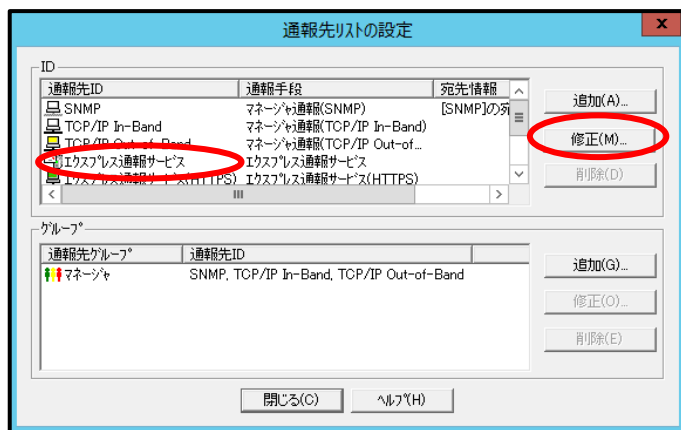 通報先リストの設定
x
ID
通報先ID 通報手段 宛先情報
SNMP マネージャ通報(SNMP) [SNMP]の宛
TCP/IP In-Band マネージャ通報(TCP/IP In-Band)
TCP/IP Out-of-Band マネージャ通報(TCP/IP Out-of...
エクスプレス通報サービス エクスプレス通報サービス
エクスプレス通報サービス(HTTPS) エクスプレス通報サービス(HTTPS)
追加(A)...
修正(M)...
削除(D)
グループ
通報先グループ 通報先ID
マネージャ SNMP, TCP/IP In-Band, TCP/IP Out-of-Band
追加(G)...
修正(O)...
削除(E)
閉じる(C) ヘルプ(H)